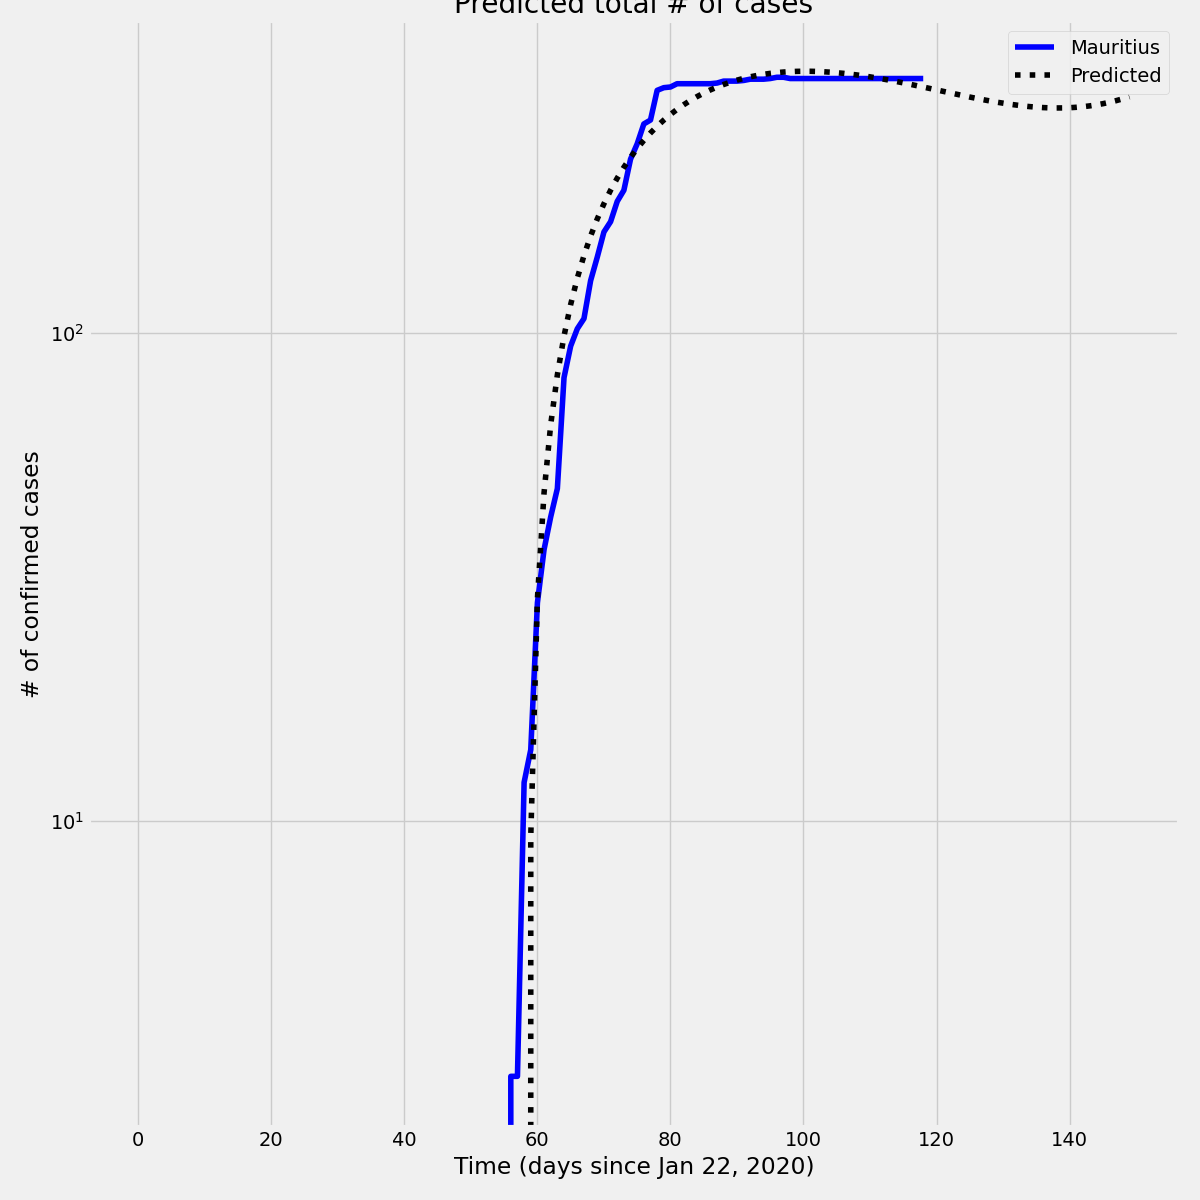 Predicted total # of cases
Mauritius
Predicted
10²
10¹
# of confirmed cases
0 20 40 60 80 100 120 140
Time (days since Jan 22, 2020)